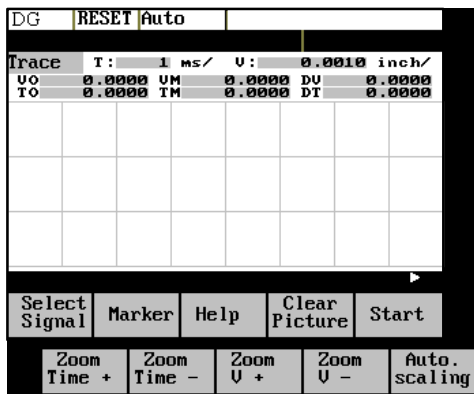 DG RESET Auto
Trace T: 1 ms/ V: 0.0010 inch/
VO 0.0000 VM 0.0000 DV 0.0000
TO 0.0000 TM 0.0000 DT 0.0000
Select Signal Marker Help Clear Picture Start
Zoom Time + Zoom Time - Zoom V + Zoom V - Auto. scaling